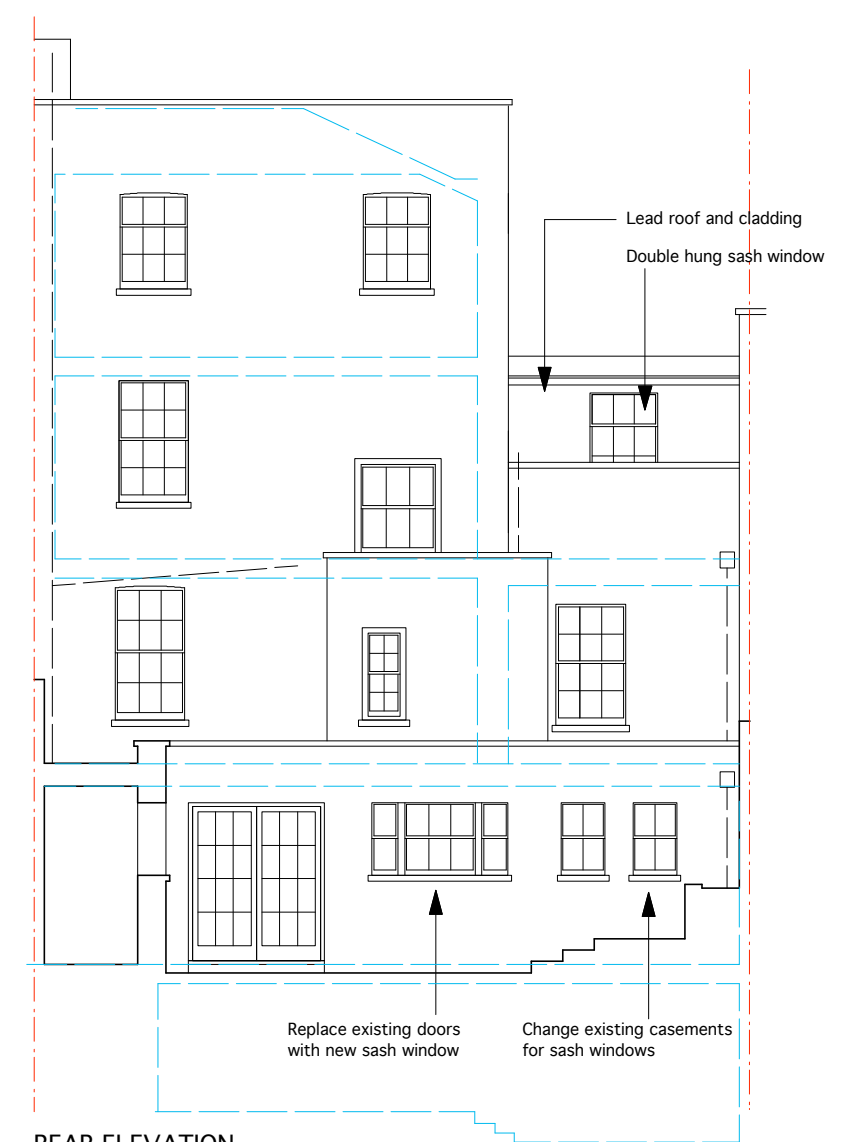 Lead roof and cladding
Double hung sash window
Replace existing doors
with new sash window
Change existing casements
for sash windows
REAR ELEVATION